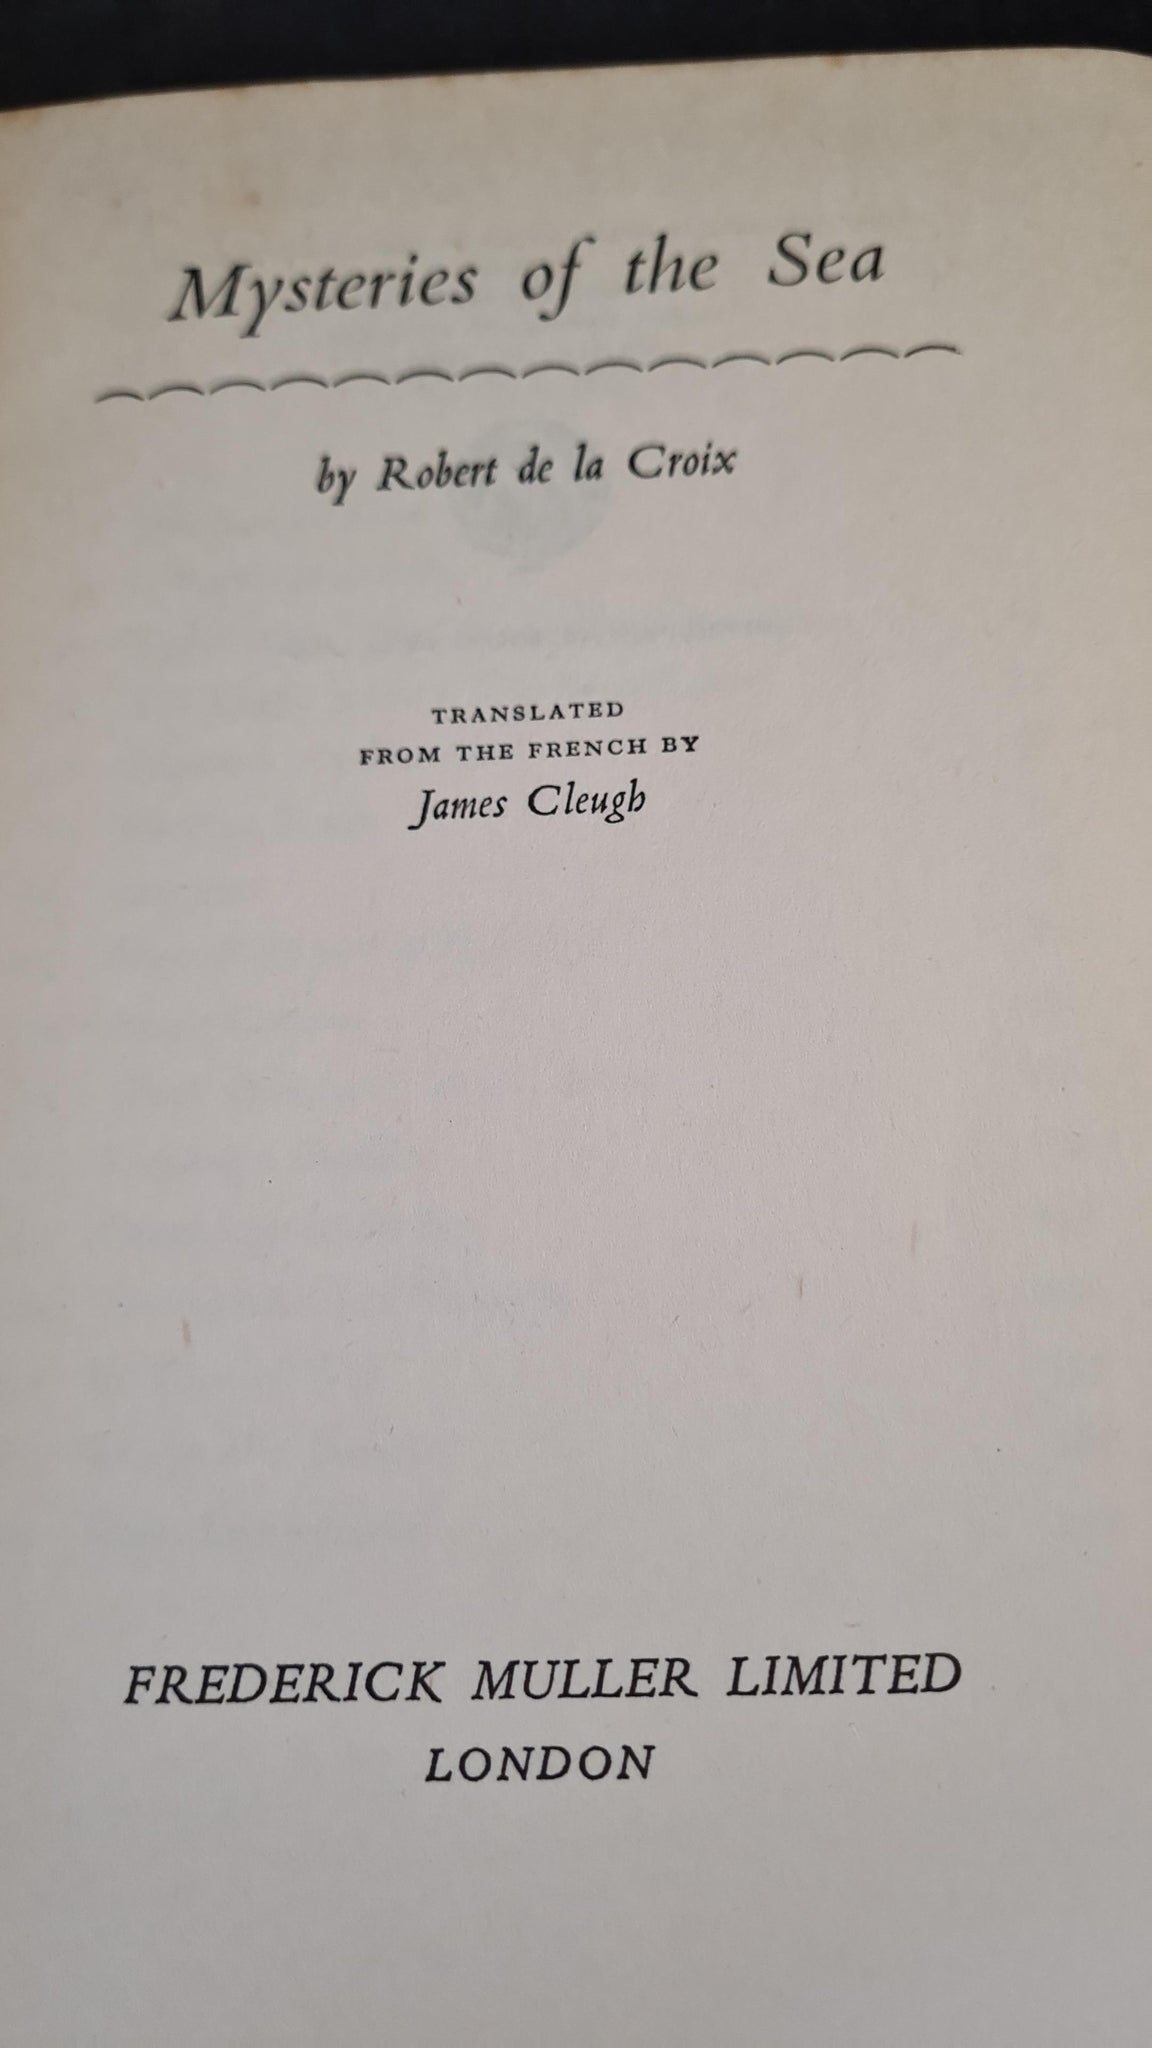 Mysteries of the Sea
by Robert de la Croix
TRANSLATED
FROM THE FRENCH BY
James Cleugh
FREDERICK MULLER LIMITED
LONDON